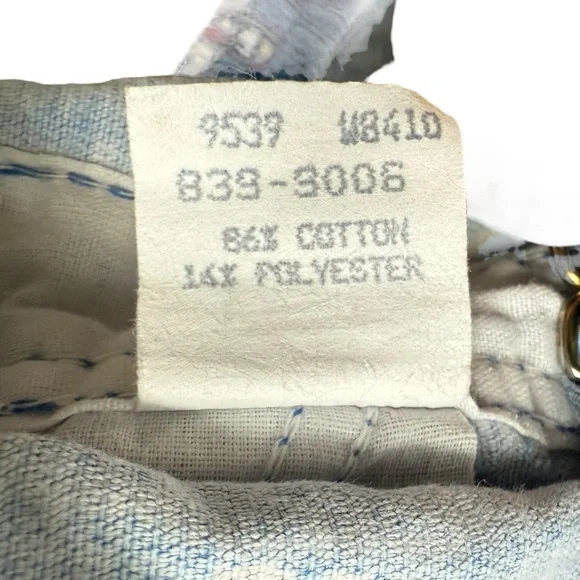 9539 W8410
839-9006
86% COTTON
14% POLYESTER